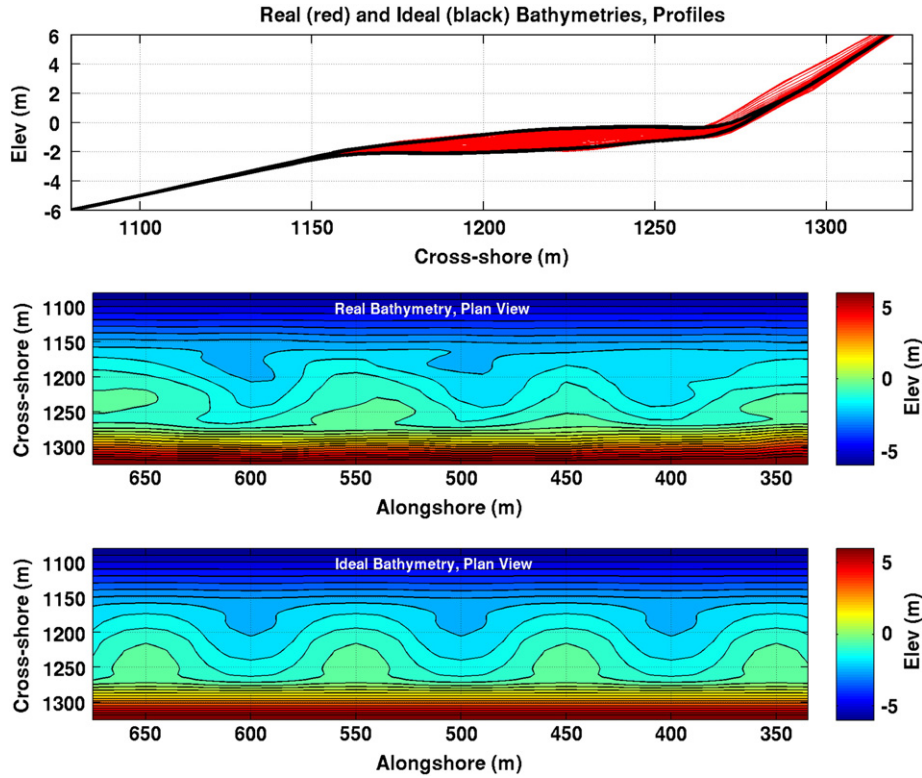 Real (red) and Ideal (black) Bathymetries, Profiles
6
4
2
0
-2
-4
-6
Elev (m)
1100 1150 1200 1250 1300
Cross-shore (m)
Real Bathymetry, Plan View
1100
1150
1200
1250
1300
Cross-shore (m)
650 600 550 500 450 400 350
Alongshore (m)
5
0
-5
Elev (m)
Ideal Bathymetry, Plan View
1100
1150
1200
1250
1300
Cross-shore (m)
650 600 550 500 450 400 350
Alongshore (m)
5
0
-5
Elev (m)